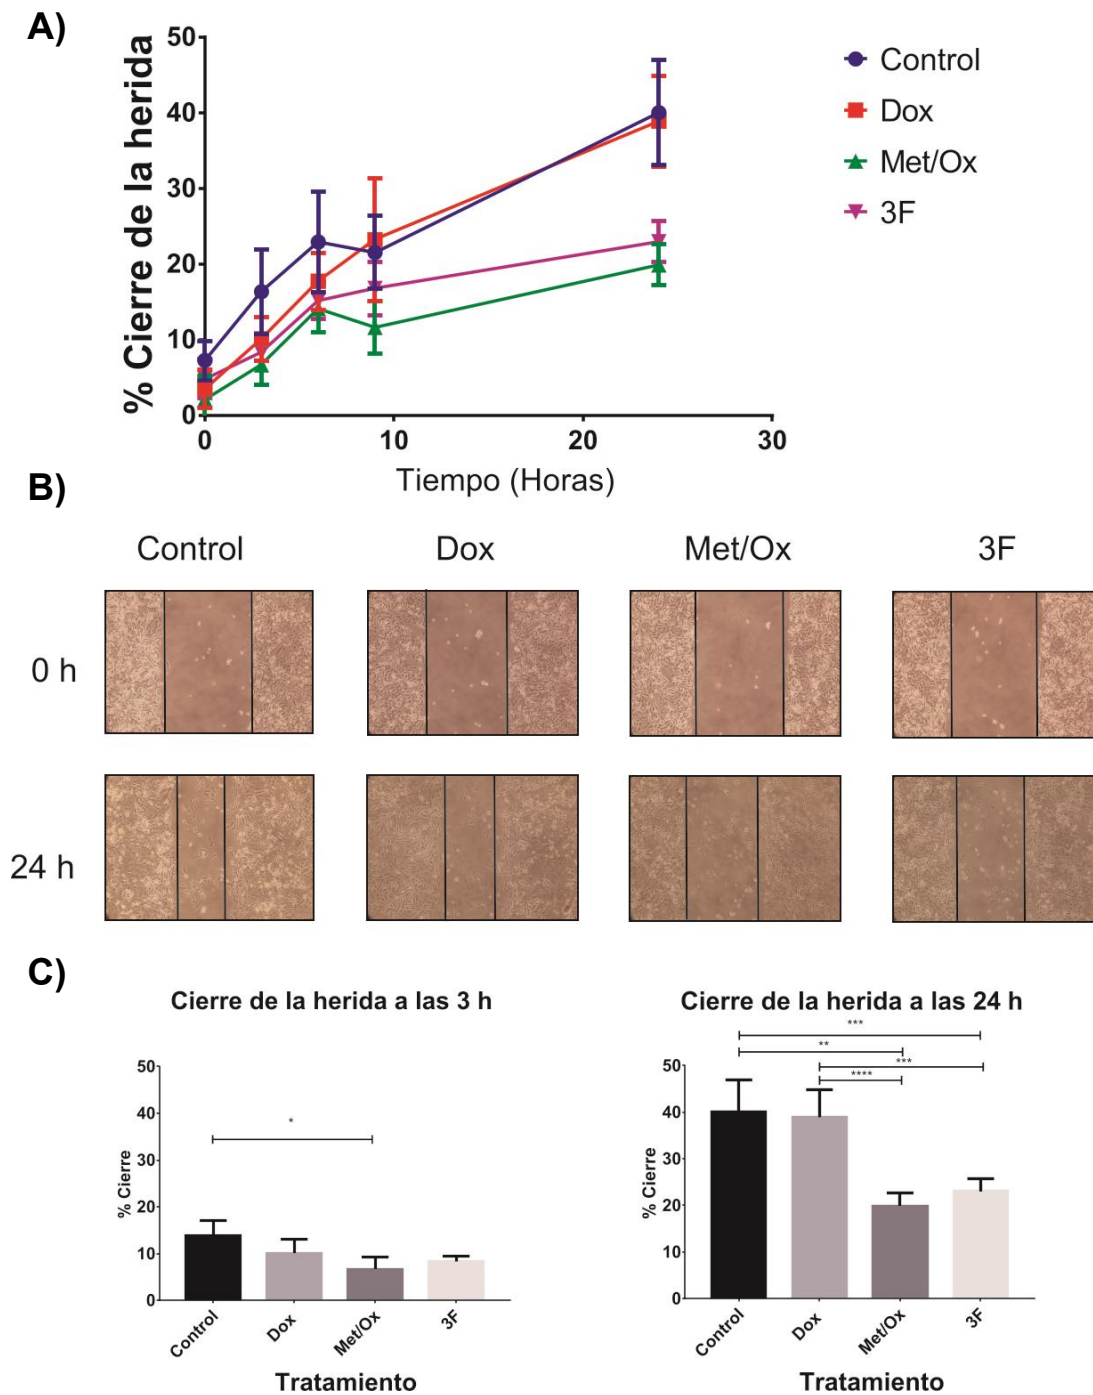 A)
% Cierre de la herida
50
40
30
20
10
0
0 10 20 30
Tiempo (Horas)
Control
Dox
Met/Ox
3F
B)
Control Dox Met/Ox 3F
0 h
24 h
C)
Cierre de la herida a las 3 h
*
% Cierre
50
40
30
20
10
0
Control Dox Met/Ox 3F
Tratamiento
Cierre de la herida a las 24 h
***
**
***
****
% Cierre
50
40
30
20
10
0
Control Dox Met/Ox 3F
Tratamiento